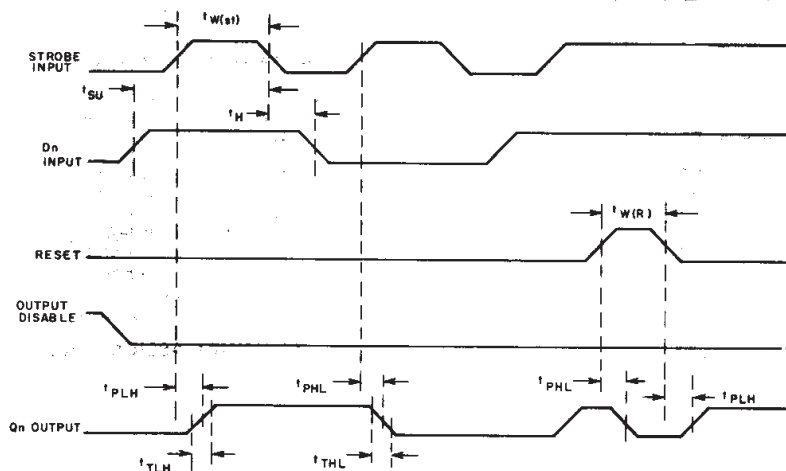 tW(st)
STROBE
INPUT
tSU
tH
Dn
INPUT
tW(R)
RESET
OUTPUT
DISABLE
tPLH
tPHL
tPHL
tPLH
Qn OUTPUT
tTLH
tTHL